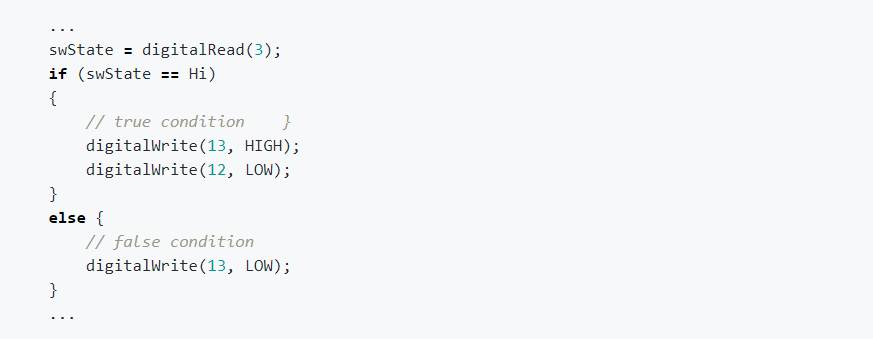 ...
swState = digitalRead(3);
if (swState == Hi)
{
// true condition    }
digitalWrite(13, HIGH);
digitalWrite(12, LOW);
}
else {
// false condition
digitalWrite(13, LOW);
}
...